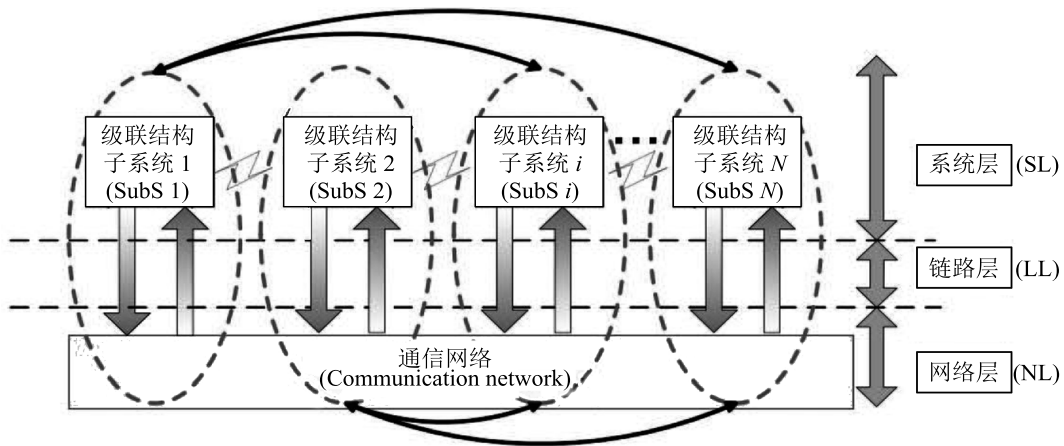 级联结构
子系统 1
(SubS 1)
级联结构
子系统 2
(SubS 2)
级联结构
子系统 i
(SubS i)
级联结构
子系统 N
(SubS N)
系统层 (SL)
链路层 (LL)
通信网络
(Communication network)
网络层 (NL)